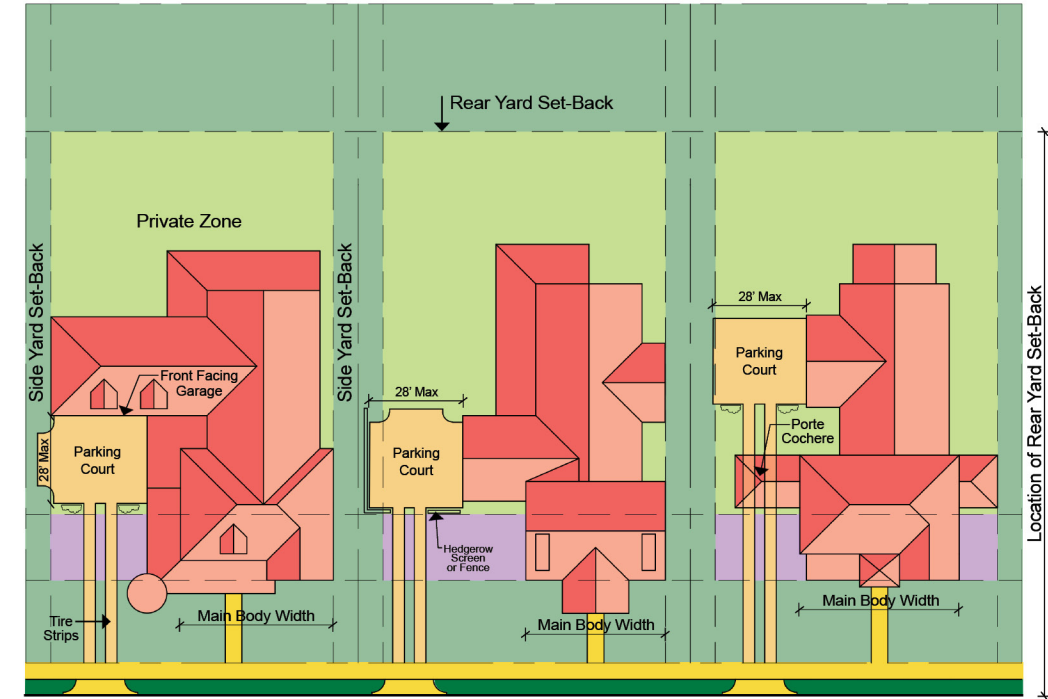 Rear Yard Set-Back
Private Zone
Side Yard Set-Back
Side Yard Set-Back
Location of Rear Yard Set-Back
Front Facing
Garage
28' Max
Parking
Court
28' Max
Parking
Court
28' Max
Parking
Court
Porte
Cochere
Hedgerow
Screen
or Fence
Tire
Strips
Main Body Width
Main Body Width
Main Body Width